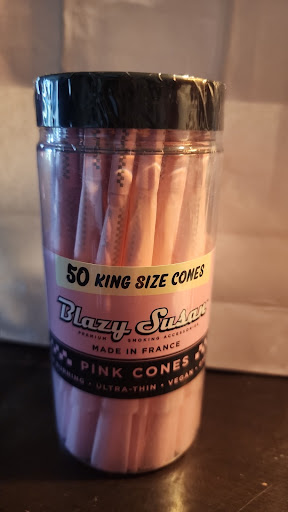 50 KING SIZE CONES
Blazy Susan
PREMIUM SMOKING ACCESSORIES
MADE IN FRANCE
PINK CONES
ULTRA-THIN • VEGAN •